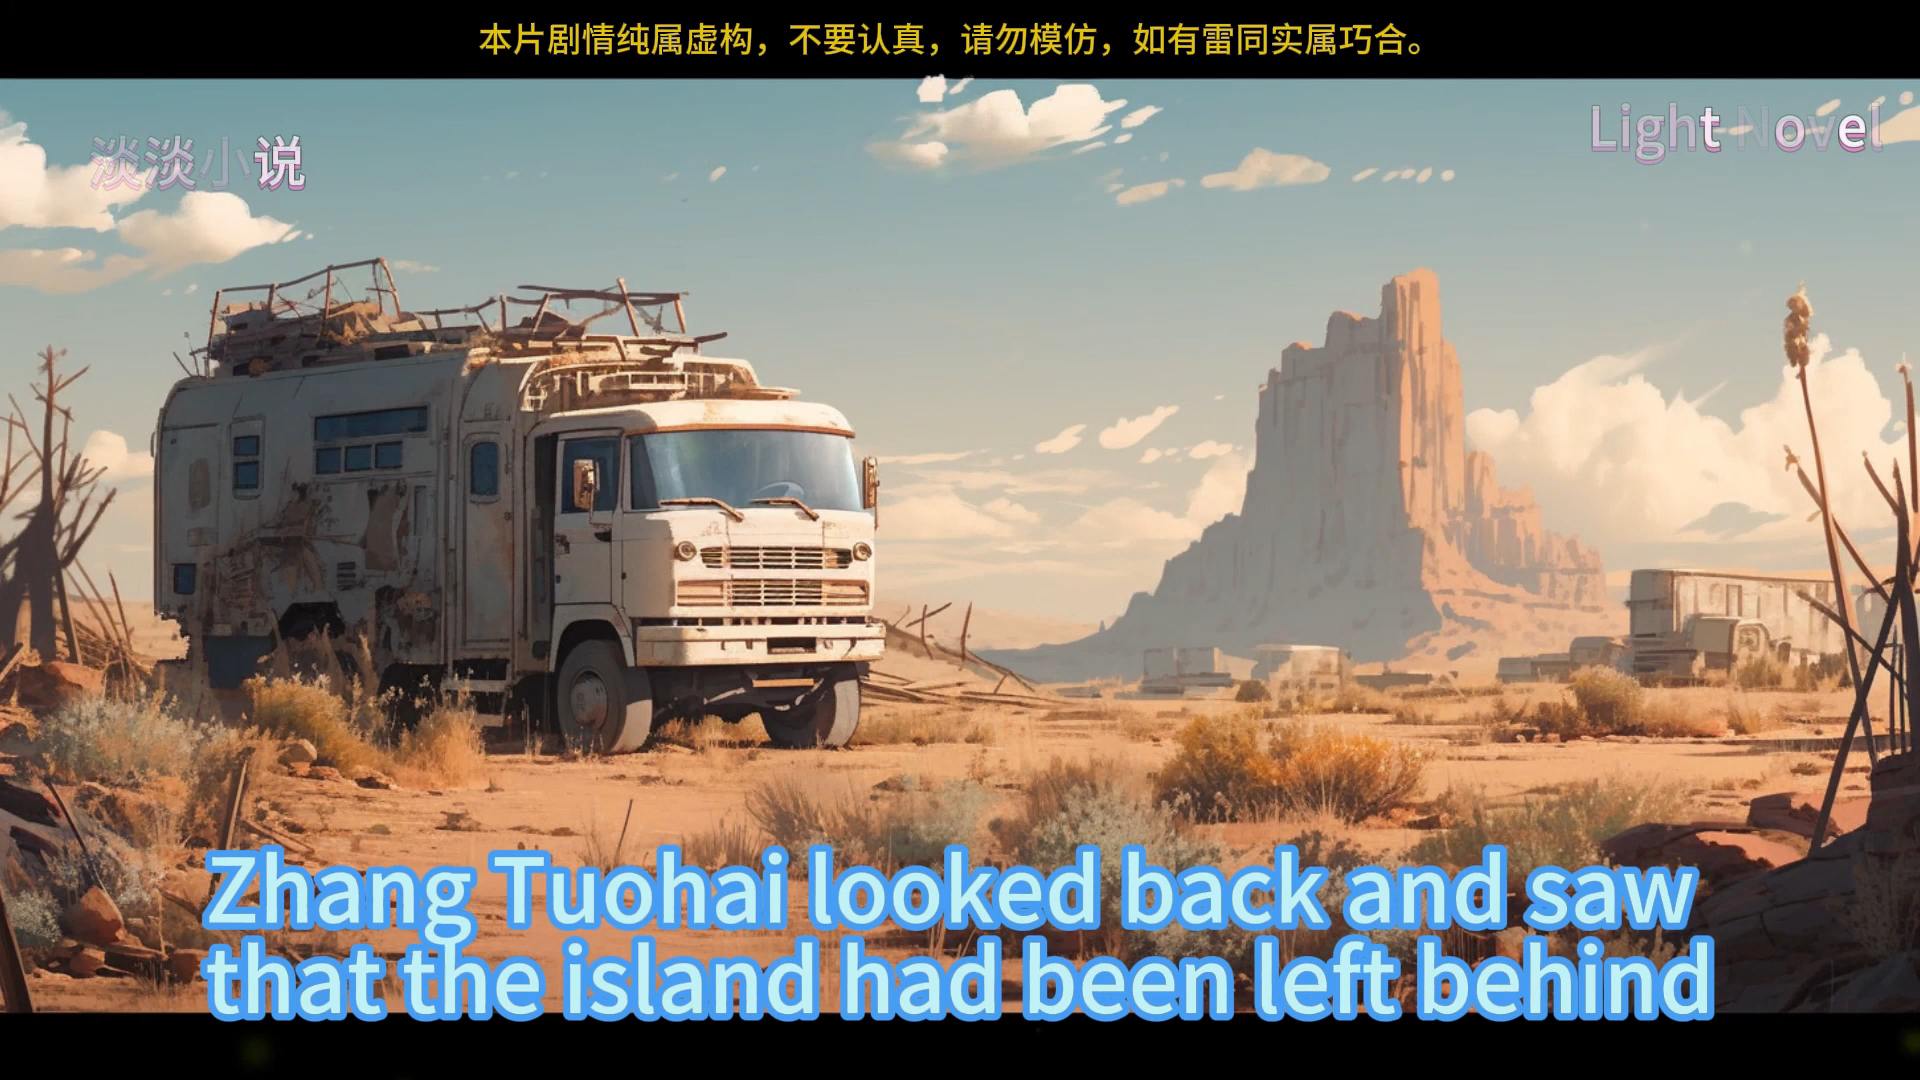 本片剧情纯属虚构，不要认真，请勿模仿，如有雷同实属巧合。
淡淡小说
Light Novel
Zhang Tuohai looked back and saw
that the island had been left behind